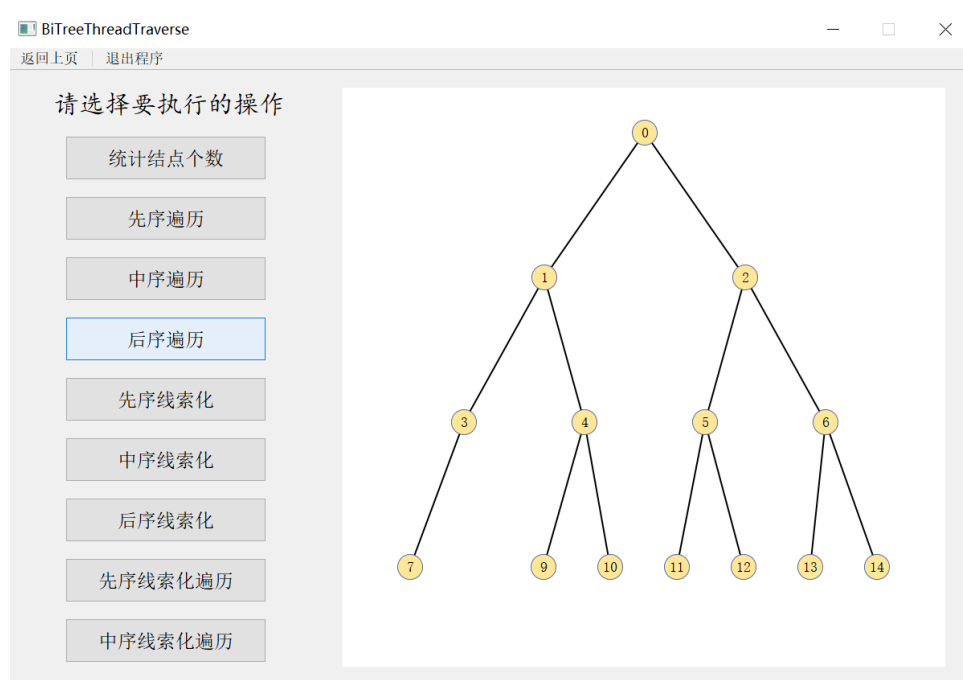 BiTreeThreadTraverse
返回上页 退出程序
请选择要执行的操作
统计结点个数
先序遍历
中序遍历
后序遍历
先序线索化
中序线索化
后序线索化
先序线索化遍历
中序线索化遍历
0
1 2
3 4 5 6
7 9 10 11 12 13 14